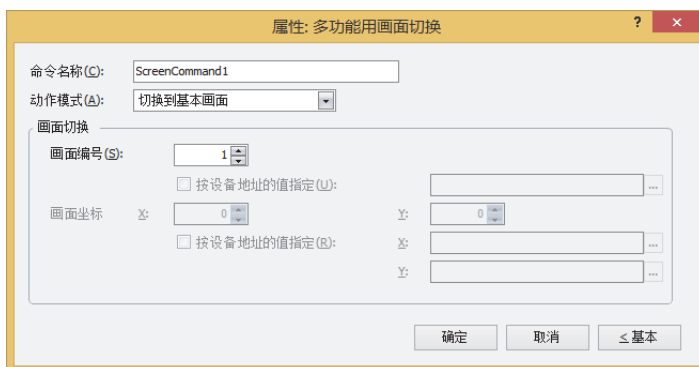 属性: 多功能用画面切换 ? ×
命令名称(C): ScreenCommand1
动作模式(A): 切换到基本画面
画面切换
画面编号(S): 1
按设备地址的值指定(U): ...
画面坐标 X: 0 Y: 0
按设备地址的值指定(R): X: ...
Y: ...
确定 取消 <基本